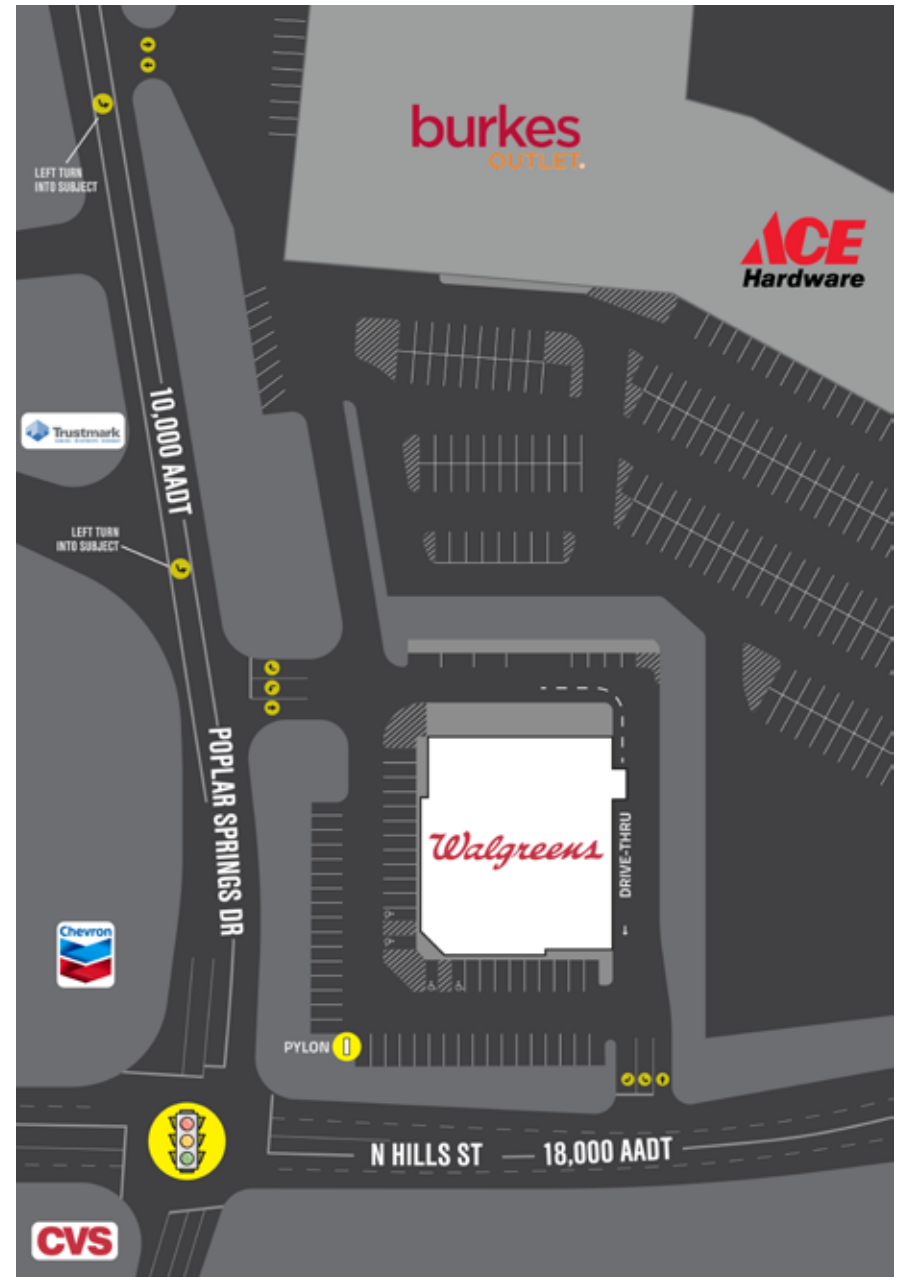 burkes
OUTLET
LEFT TURN
INTO SUBJECT
ACE
Hardware
Trustmark
10,000 AADT
LEFT TURN
INTO SUBJECT
POPLAR SPRINGS DR
Walgreens
DRIVE-THRU
Chevron
PYLON
N HILLS ST
18,000 AADT
CVS